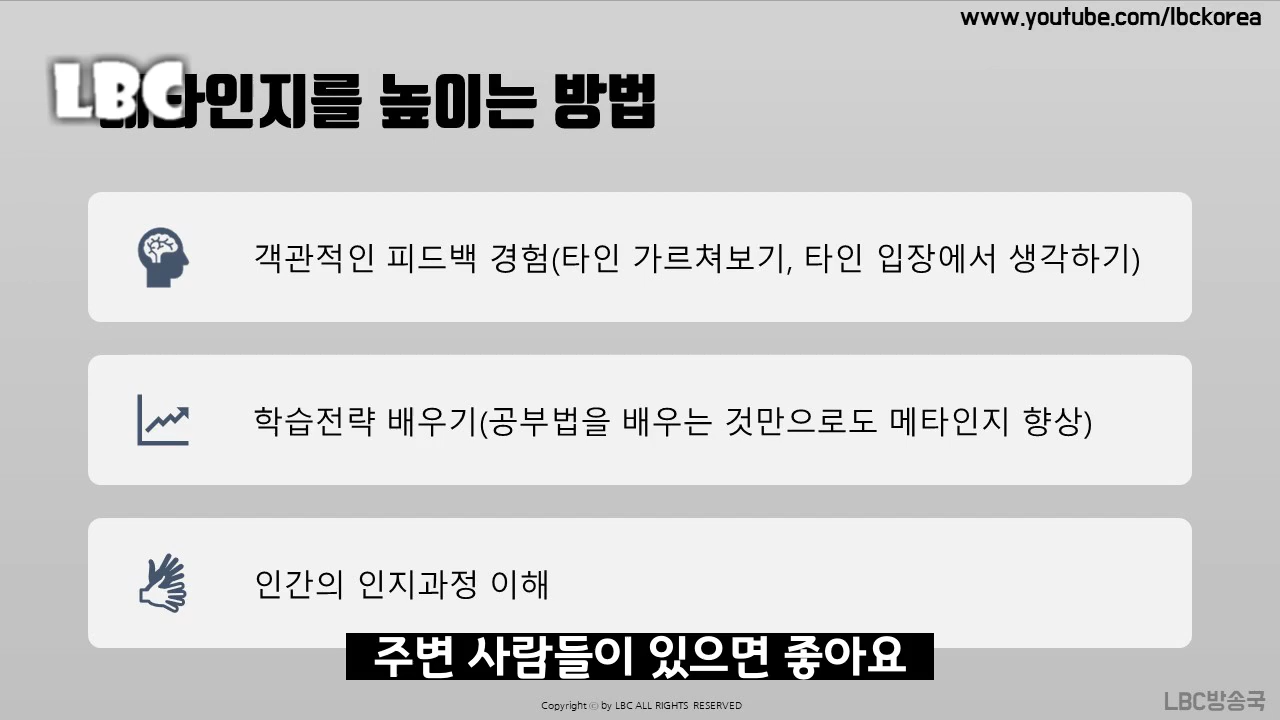 www.youtube.com/lbckorea
LBC
메타인지를 높이는 방법
객관적인 피드백 경험(타인 가르쳐보기, 타인 입장에서 생각하기)
학습전략 배우기(공부법을 배우는 것만으로도 메타인지 향상)
인간의 인지과정 이해
주변 사람들이 있으면 좋아요
Copyright ⓒ by LBC ALL RIGHTS RESERVED
LBC방송국